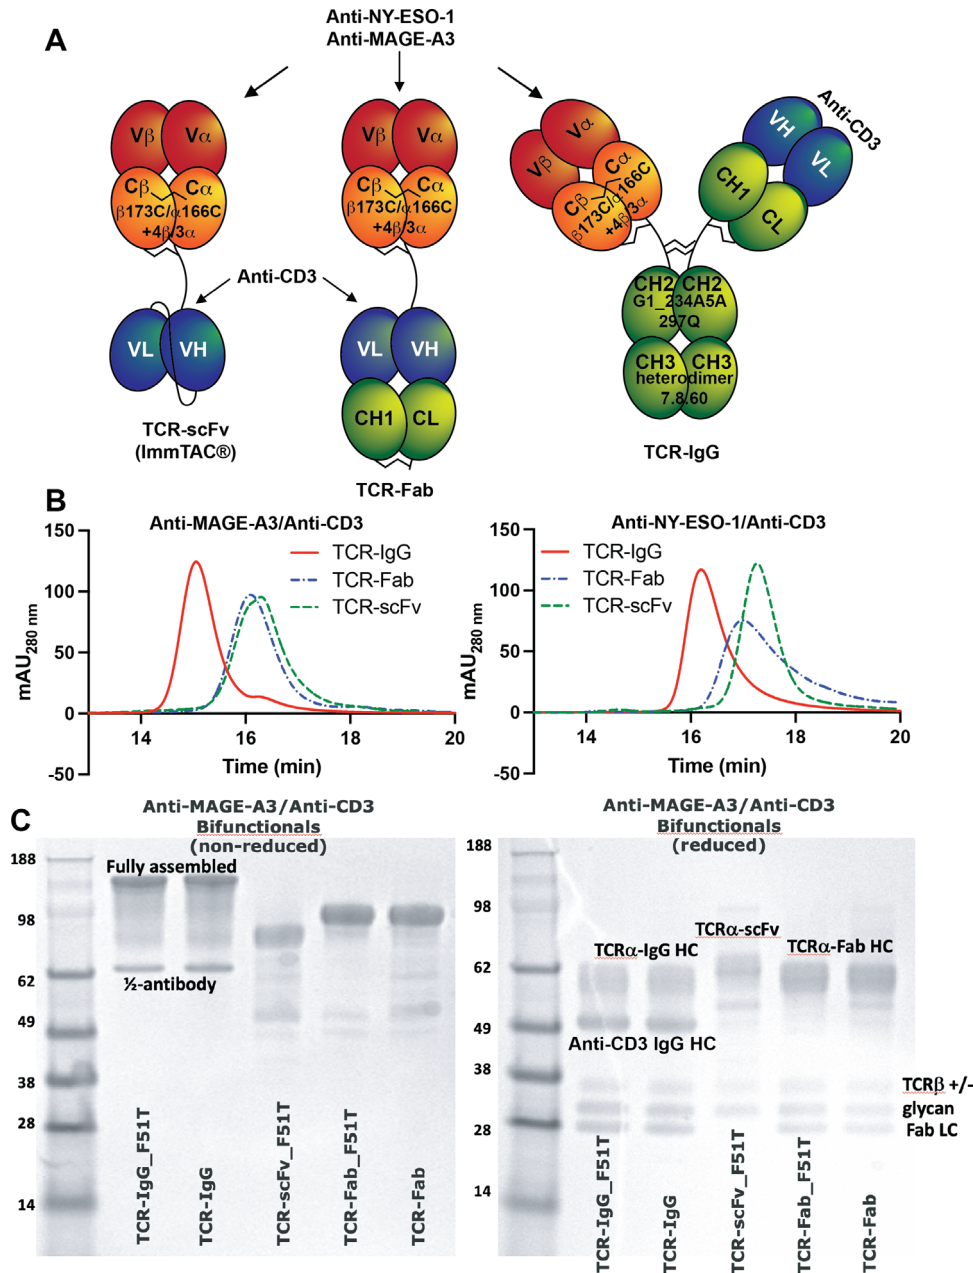 A
Anti-NY-ESO-1
Anti-MAGE-A3
Vβ Vα
Cβ Cα
β173C/α166C
+4β/3α
Anti-CD3
VL VH
TCR-scFv
(ImmTAC®)
Vβ Vα
Cβ Cα
β173C/α166C
+4β/3α
VL VH
CH1 CL
TCR-Fab
Vβ Vα
Cβ Cα
β173C/α166C
+4β/3α
Anti-CD3
VH VL
CH1 CL
CH2 CH2
G1_234A5A
297Q
CH3 CH3
heterodimer
7.8.60
TCR-IgG
B
Anti-MAGE-A3/Anti-CD3
TCR-IgG
TCR-Fab
TCR-scFv
mAU280 nm
150
100
50
0
-50
14 16 18 20
Time (min)
Anti-NY-ESO-1/Anti-CD3
TCR-IgG
TCR-Fab
TCR-scFv
mAU280 nm
150
100
50
0
-50
14 16 18 20
Time (min)
C
Anti-MAGE-A3/Anti-CD3
Bifunctionals
(non-reduced)
188
98
62
49
38
28
14
Fully assembled
½-antibody
TCR-IgG_F51T
TCR-IgG
TCR-scFv_F51T
TCR-Fab_F51T
TCR-Fab
Anti-MAGE-A3/Anti-CD3
Bifunctionals
(reduced)
188
98
62
49
38
28
14
TCRα-IgG HC
TCRα-scFv
TCRα-Fab HC
Anti-CD3 IgG HC
TCRβ +/-
glycan
Fab LC
TCR-IgG_F51T
TCR-IgG
TCR-scFv_F51T
TCR-Fab_F51T
TCR-Fab